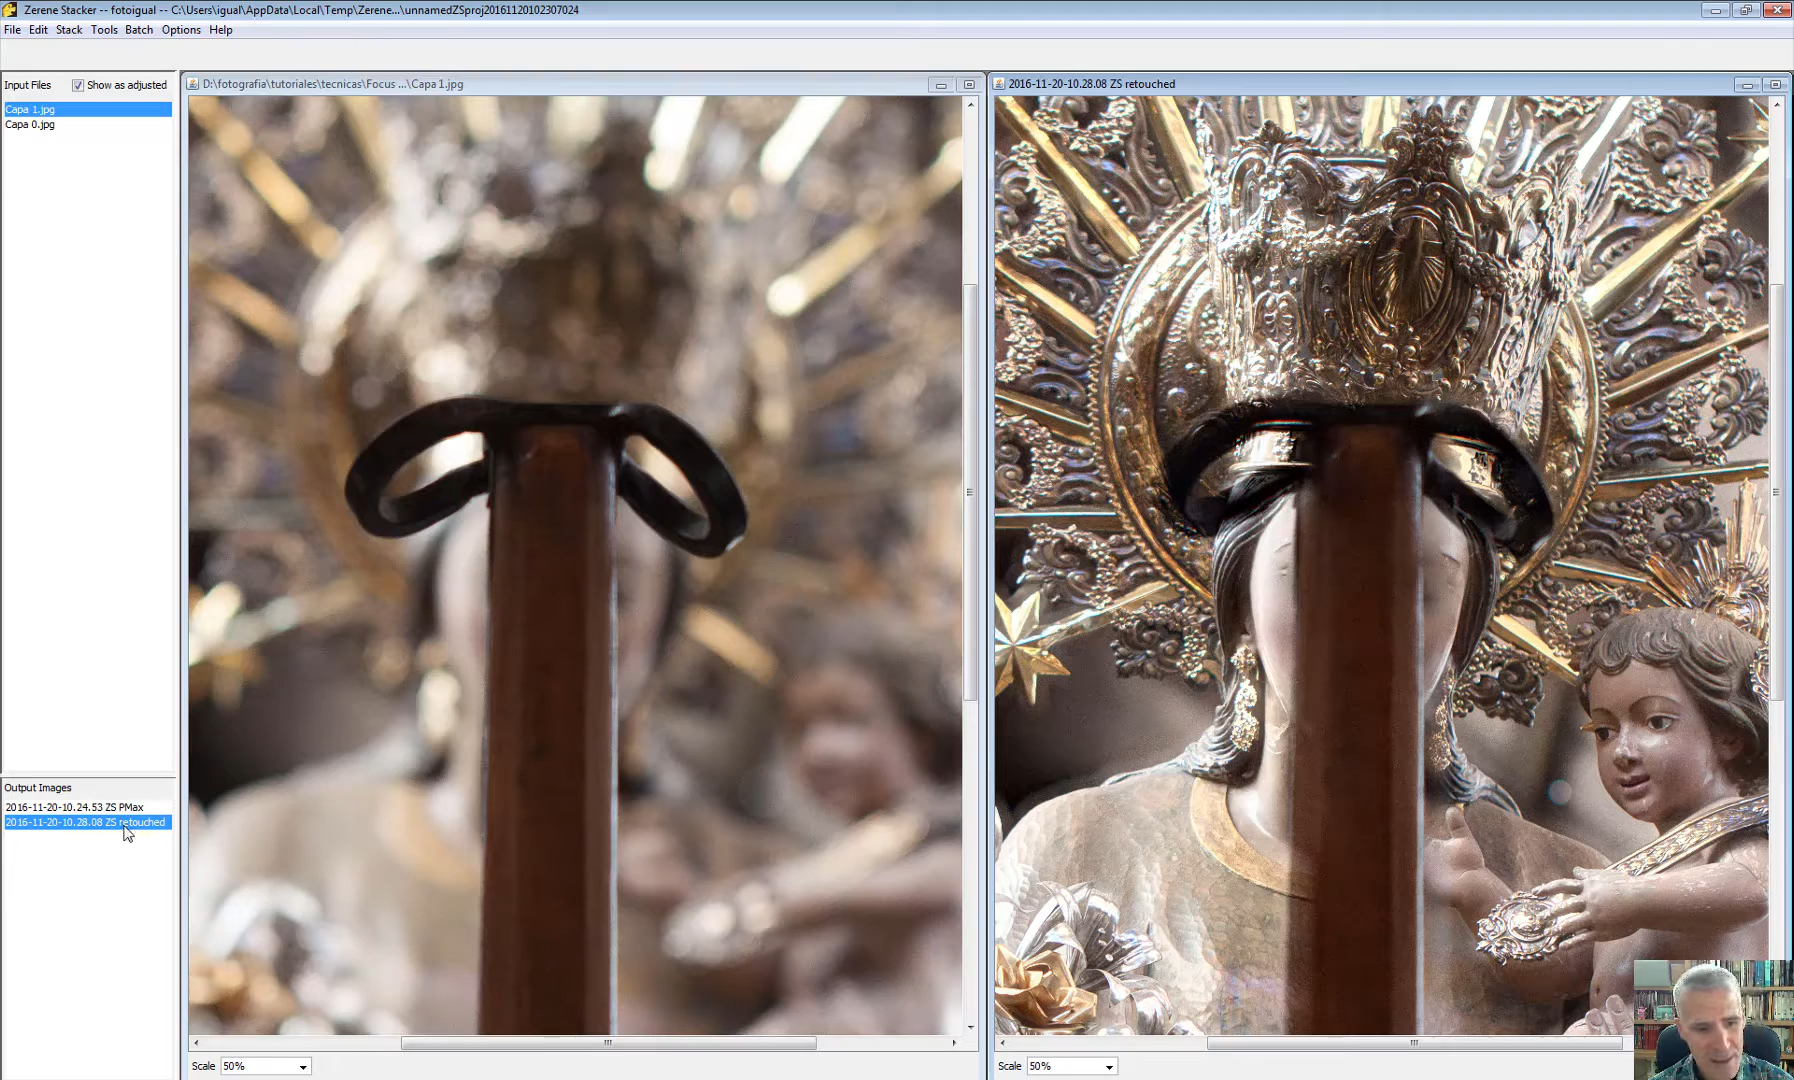 Zerene Stacker -- fotoigual -- C:\Users\igual\AppData\Local\Temp\Zerene...\unnamedZSproj20161120102307024
File Edit Stack Tools Batch Options Help
Input Files Show as adjusted
Capa 1.jpg
Capa 0.jpg
D:\fotografia\tutoriales\tecnicas\Focus ...\Capa 1.jpg
2016-11-20-10.28.08 ZS retouched
Output Images
2016-11-20-10.24.53 ZS PMax
2016-11-20-10.28.08 ZS retouched
Scale 50%
Scale 50%